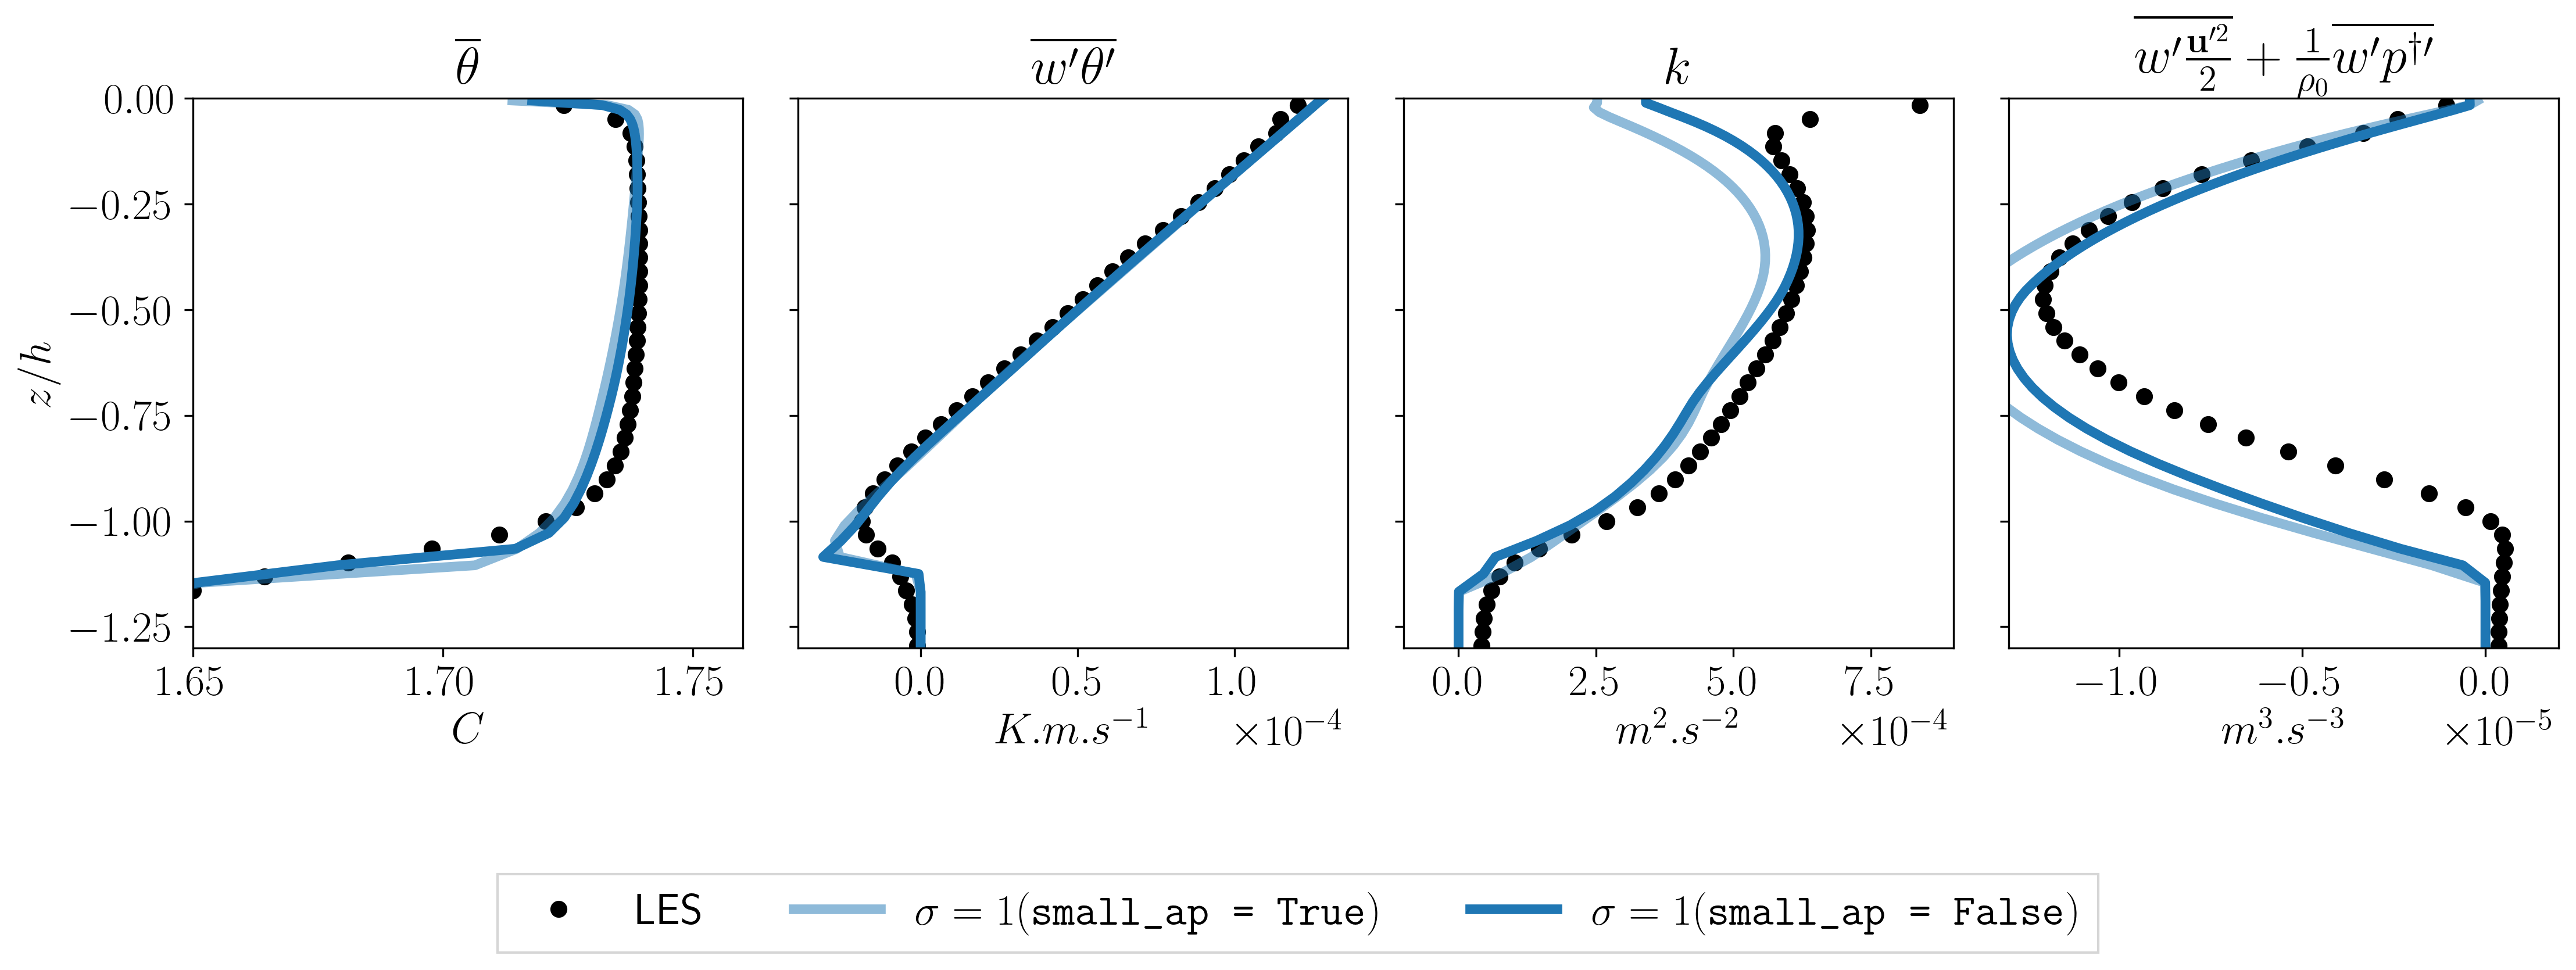 θ̅
w′θ′
k
w′ u′²/2 + 1/ρ₀ w′p†′
0.00
−0.25
−0.50
−0.75
−1.00
−1.25
z/h
1.65 1.70 1.75
C
0.0 0.5 1.0
K.m.s⁻¹
×10⁻⁴
0.0 2.5 5.0 7.5
m².s⁻²
×10⁻⁴
−1.0 −0.5 0.0
m³.s⁻³
×10⁻⁵
LES σ = 1(small_ap = True) σ = 1(small_ap = False)